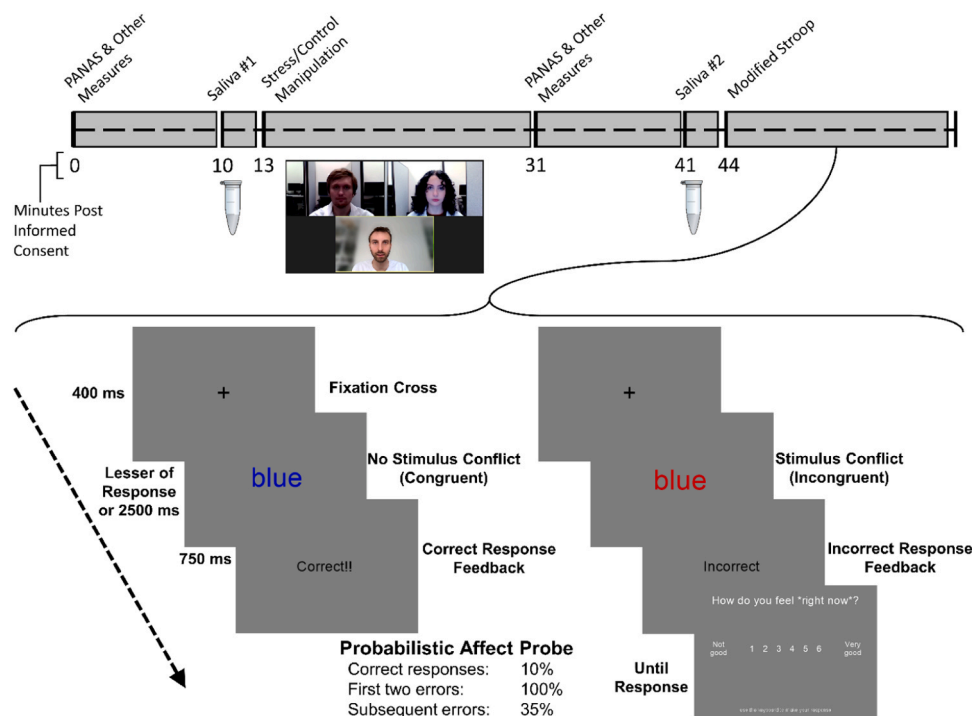 PANAS & Other
Measures
Saliva #1
Stress/Control
Manipulation
PANAS & Other
Measures
Saliva #2
Modified Stroop
0
10
13
31
41
44
Minutes Post
Informed
Consent
400 ms
+
Fixation Cross
+
Lesser of
Response
or 2500 ms
blue
No Stimulus Conflict
(Congruent)
blue
Stimulus Conflict
(Incongruent)
750 ms
Correct!!
Correct Response
Feedback
Incorrect
Incorrect Response
Feedback
How do you feel *right now*?
Not
good
1 2 3 4 5 6
Very
good
Until
Response
Probabilistic Affect Probe
Correct responses: 10%
First two errors: 100%
Subsequent errors: 35%